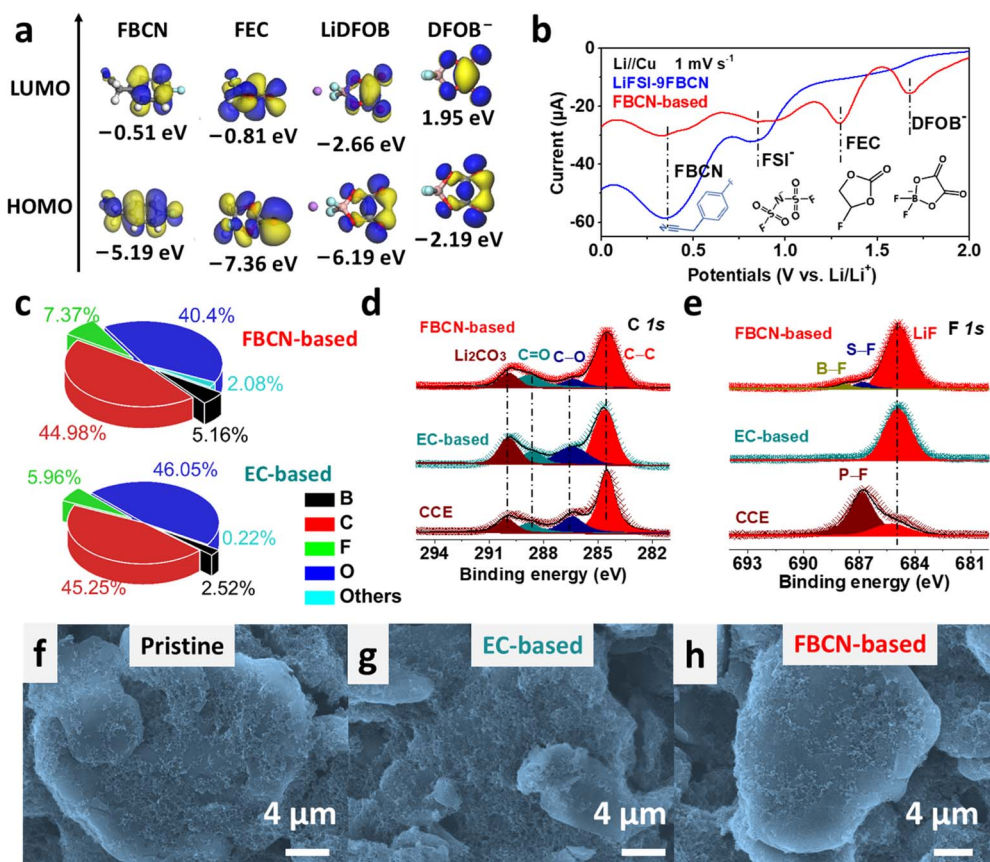 a
FBCN FEC LiDFOB DFOB⁻
LUMO
−0.51 eV −0.81 eV −2.66 eV 1.95 eV
HOMO
−5.19 eV −7.36 eV −6.19 eV −2.19 eV
b
Li//Cu 1 mV s⁻¹
LiFSI-9FBCN
FBCN-based
DFOB⁻
FEC
FSI⁻
FBCN
F
N
O O O O
S N⁻ S
F F
O O O
F
O O O
B⁻
F F O O
0
-20
-40
-60
Current (μA)
0.0 0.5 1.0 1.5 2.0
Potentials (V vs. Li/Li⁺)
c
7.37% 40.4%
FBCN-based
2.08%
44.98% 5.16%
5.96% 46.05%
EC-based
0.22%
45.25% 2.52%
B
C
F
O
Others
d
C 1s
FBCN-based
Li₂CO₃ C=O C−O C−C
EC-based
CCE
294 291 288 284 281
Binding energy (eV)
e
F 1s
FBCN-based
S−F LiF
B−F
EC-based
P−F
CCE
693 690 687 684 681
Binding energy (eV)
f Pristine
4 μm
g EC-based
4 μm
h FBCN-based
4 μm